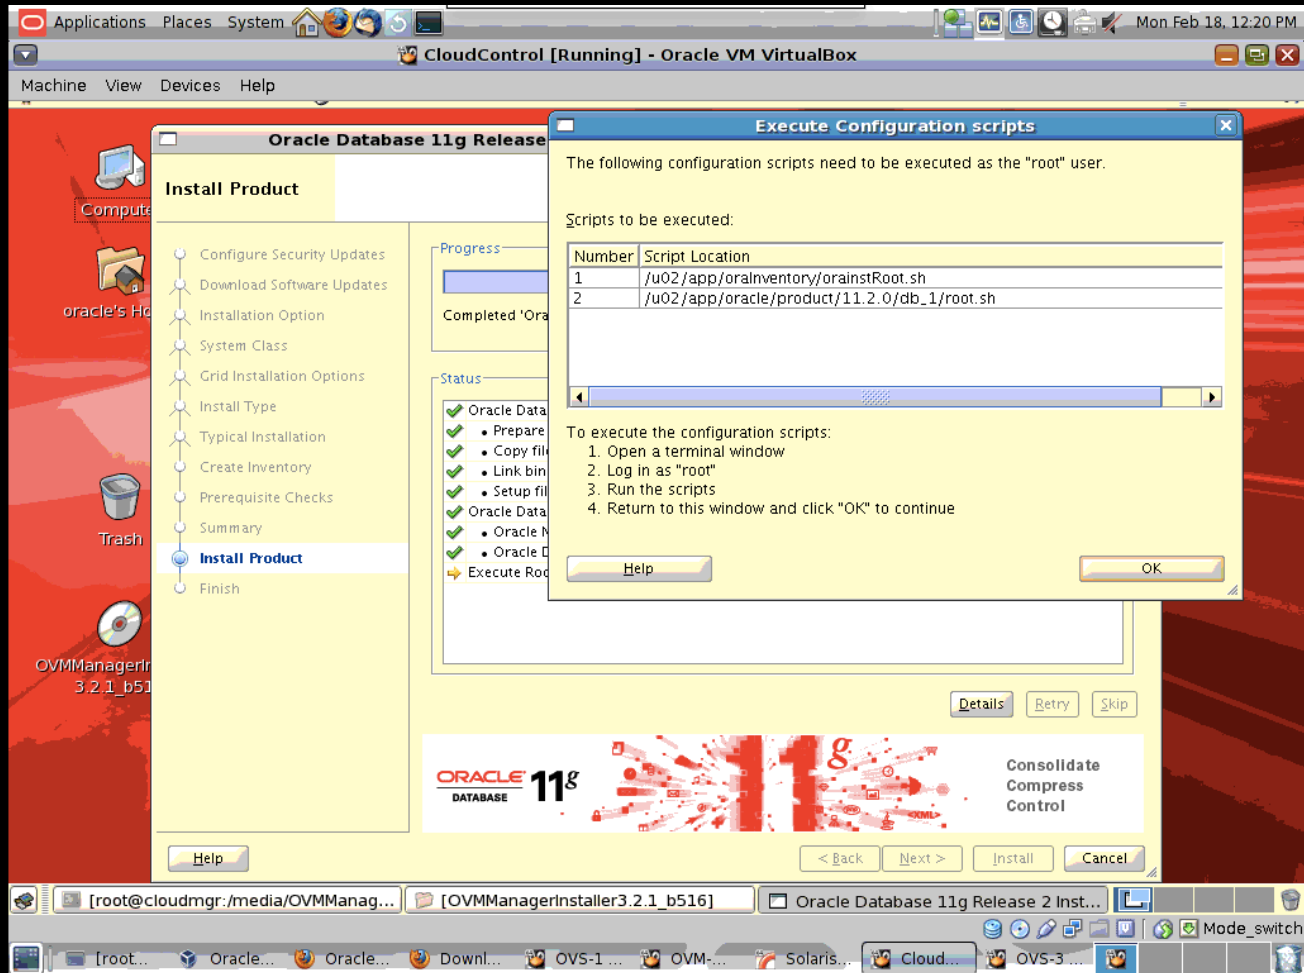 Applications Places System
Mon Feb 18, 12:20 PM
CloudControl [Running] - Oracle VM VirtualBox
Machine View Devices Help
Oracle Database 11g Release
Install Product
Configure Security Updates
Download Software Updates
Installation Option
System Class
Grid Installation Options
Install Type
Typical Installation
Create Inventory
Prerequisite Checks
Summary
Install Product
Finish
Progress
Completed 'Ora
Status
Oracle Data
• Prepare
• Copy fil
• Link bin
• Setup fil
Oracle Data
• Oracle N
• Oracle D
Execute Roo
Execute Configuration scripts
The following configuration scripts need to be executed as the "root" user.
Scripts to be executed:
Number Script Location
1 /u02/app/oraInventory/orainstRoot.sh
2 /u02/app/oracle/product/11.2.0/db_1/root.sh
To execute the configuration scripts:
1. Open a terminal window
2. Log in as "root"
3. Run the scripts
4. Return to this window and click "OK" to continue
Help OK
Compute
oracle's Ho
Trash
OVMManagerIn
3.2.1_b51
Details Retry Skip
ORACLE
DATABASE 11g
11g
<XML>
Consolidate
Compress
Control
Help < Back Next > Install Cancel
[root@cloudmgr:/media/OVMManag... [OVMManagerInstaller3.2.1_b516] Oracle Database 11g Release 2 Inst...
Mode_switch
[root... Oracle... Oracle... Downl... OVS-1 ... OVM-... Solaris... Cloud... OVS-3 ...